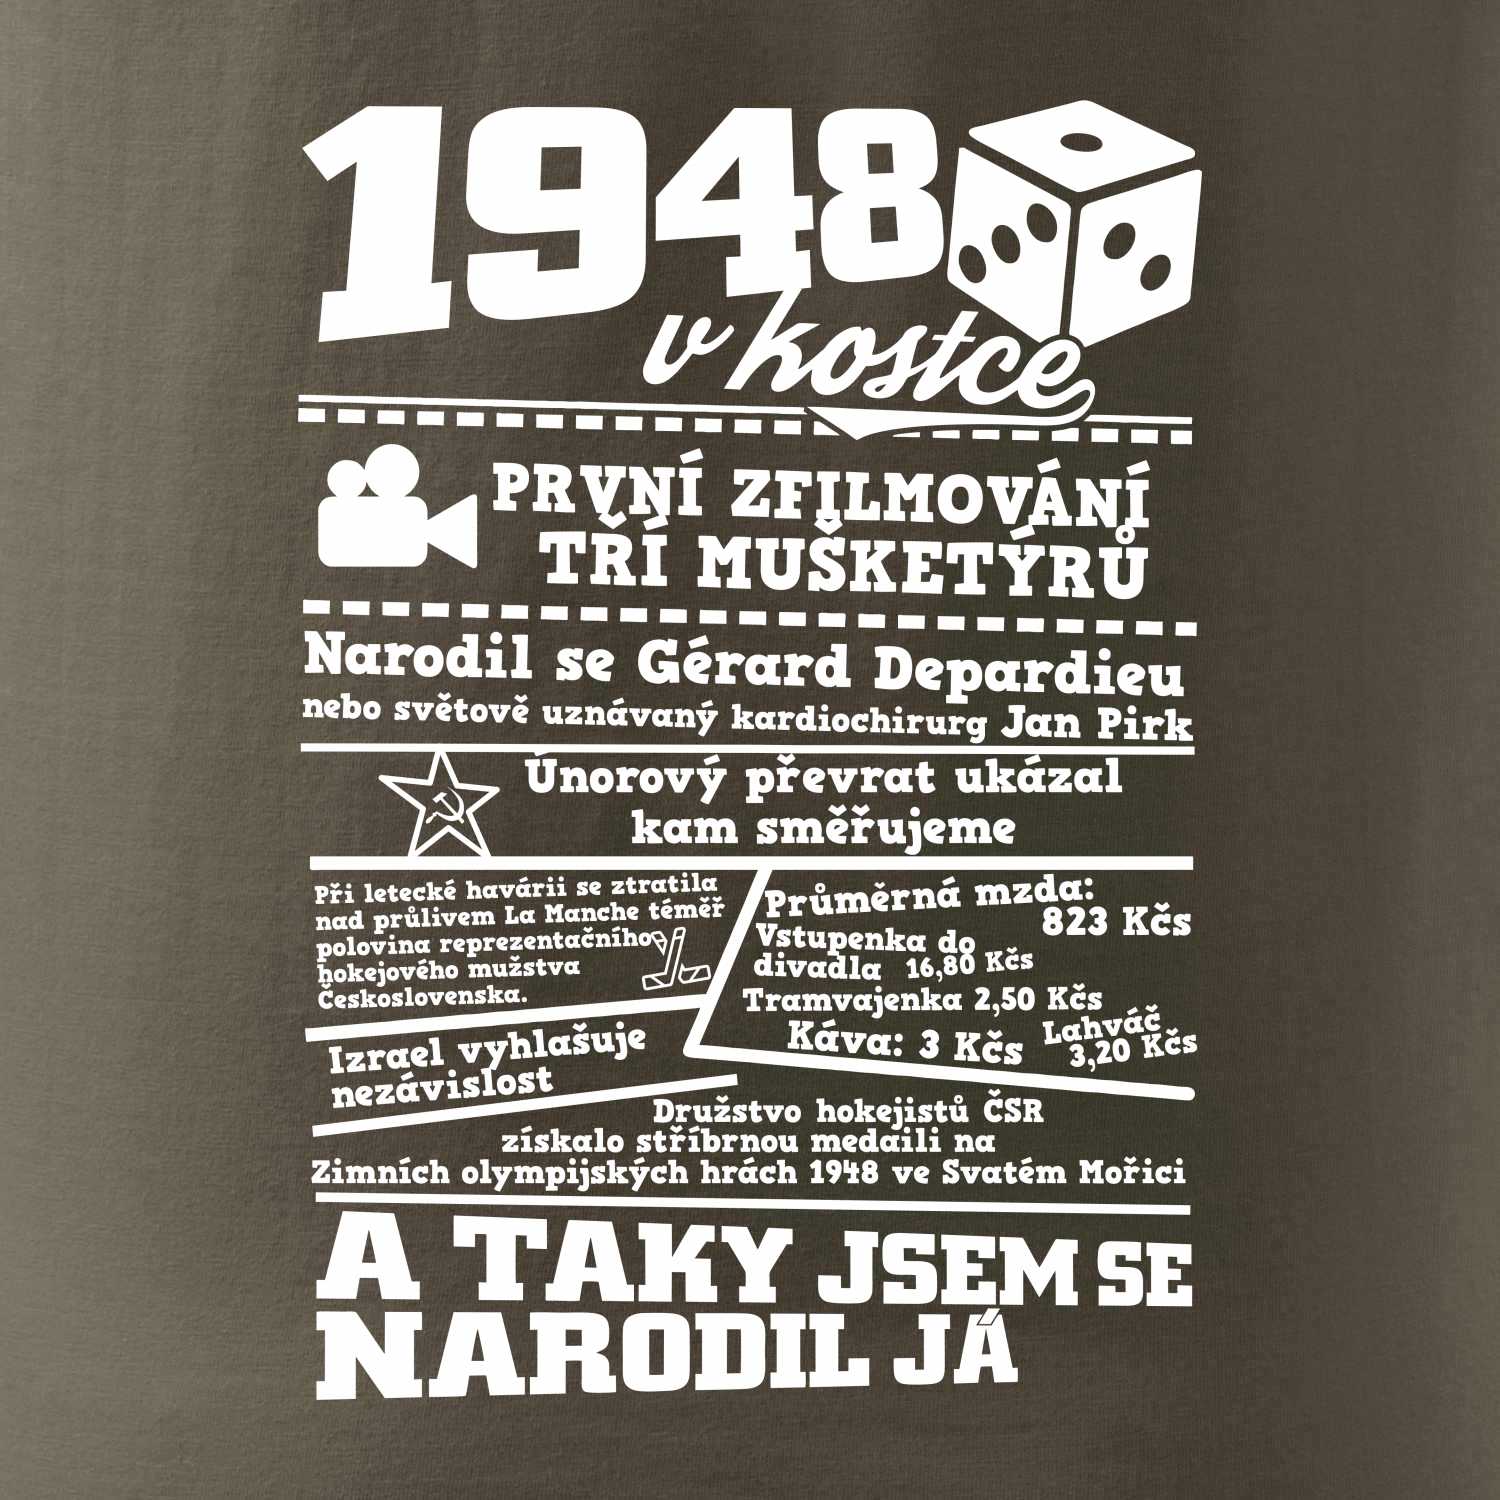 1948
v kostce
PRVNÍ ZFILMOVÁNÍ
TŘÍ MUŠKETÝRŮ
Narodil se Gérard Depardieu
nebo světově uznávaný kardiochirurg Jan Pirk
Únorový převrat ukázal
kam směřujeme
Při letecké havárii se ztratila
nad průlivem La Manche téměř
polovina reprezentačního
hokejového mužstva
Československa.
Průměrná mzda:
823 Kčs
Vstupenka do
divadla 16,80 Kčs
Tramvajenka 2,50 Kčs
Káva: 3 Kčs
Lahváč
3,20 Kčs
Izrael vyhlašuje
nezávislost
Družstvo hokejistů ČSR
získalo stříbrnou medaili na
Zimních olympijských hrách 1948 ve Svatém Mořici
A TAKY JSEM SE
NARODIL JÁ